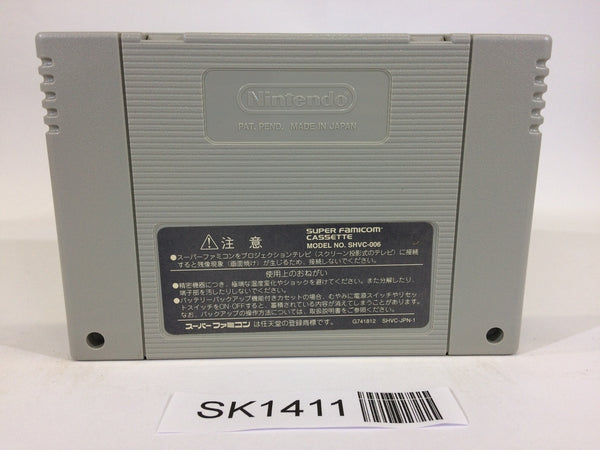 Nintendo
PAT. PEND. MADE IN JAPAN
⚠注意
SUPER FAMICOM™
CASSETTE
MODEL NO. SHVC-006
●スーパーファミコンをプロジェクションテレビ（スクリーン投影式のテレビ）に接続
すると残像現象（画面焼け）が生じるため、接続しないでください。
使用上のおねがい
●精密機器につき、極端な温度変化やショックを避けてください。また分解したり、
端子部を汚したりしないでください。
●バッテリーバックアップ機能付きカセットの場合、むやみに電源スイッチやリセッ
トスイッチをON・OFFすると、蓄積されている内容が消えてしまうことがあります。
なお、バックアップの操作方法については、取扱説明書をご参照ください。
スーパーファミコン は任天堂の登録商標です。
G741812 SHVC-JPN-1
SK1411